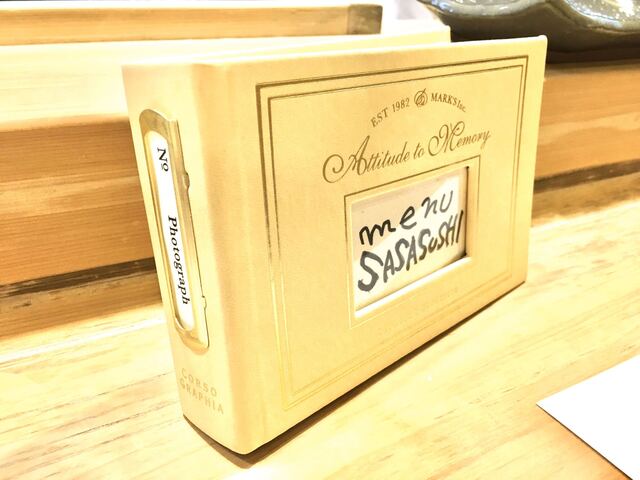 EST 1982 MARK'S Inc.
Attitude to Memory
menu
SASASUSHI
No Photograph
CORSO
GRAPHIA